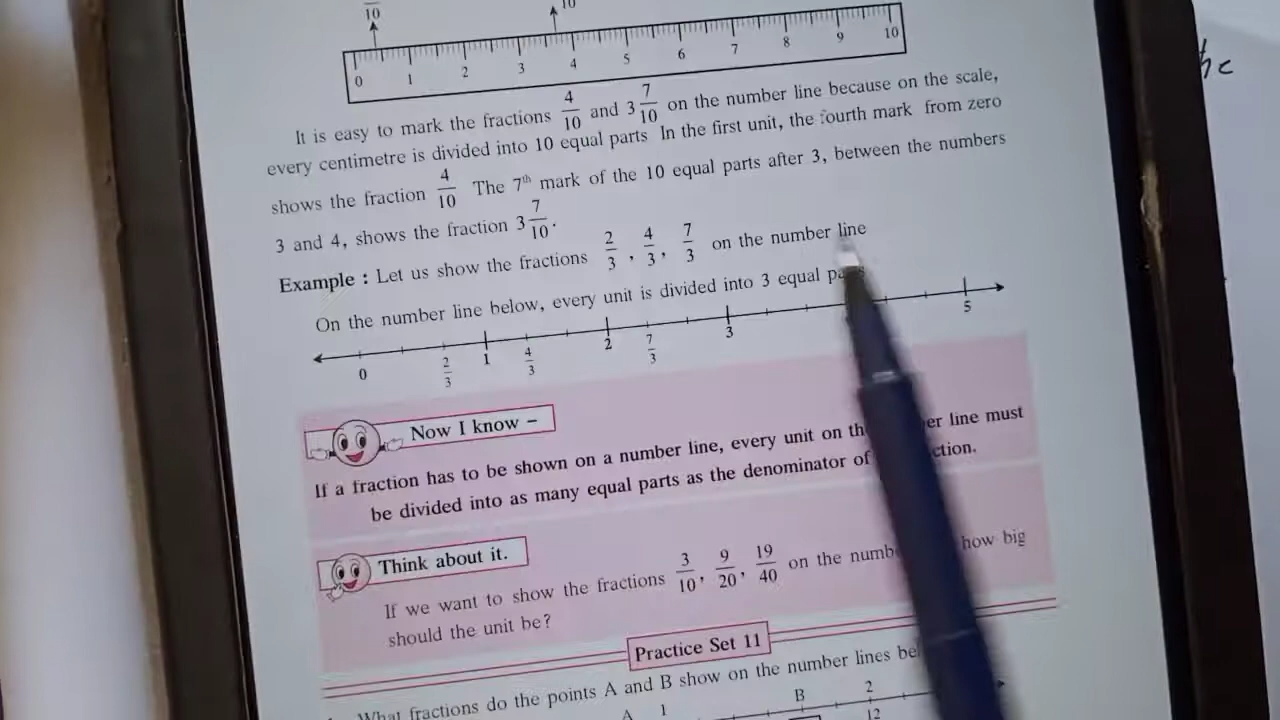 10
10
0 1 2 3 4 5 6 7 8 9 10
It is easy to mark the fractions 4/10 and 3 7/10 on the number line because on the scale,
every centimetre is divided into 10 equal parts In the first unit, the fourth mark from zero
shows the fraction 4/10 The 7th mark of the 10 equal parts after 3, between the numbers
3 and 4, shows the fraction 3 7/10.
Example : Let us show the fractions 2/3, 4/3, 7/3 on the number line
On the number line below, every unit is divided into 3 equal
0 2/3 1 4/3 2 7/3 3 5
Now I know –
If a fraction has to be shown on a number line, every unit on line must
be divided into as many equal parts as the denominator of
Think about it.
If we want to show the fractions 3/10, 9/20, 19/40 on the how big
should the unit be?
Practice Set 11
What fractions do the points A and B show on the number lines
A 1 B 2
12